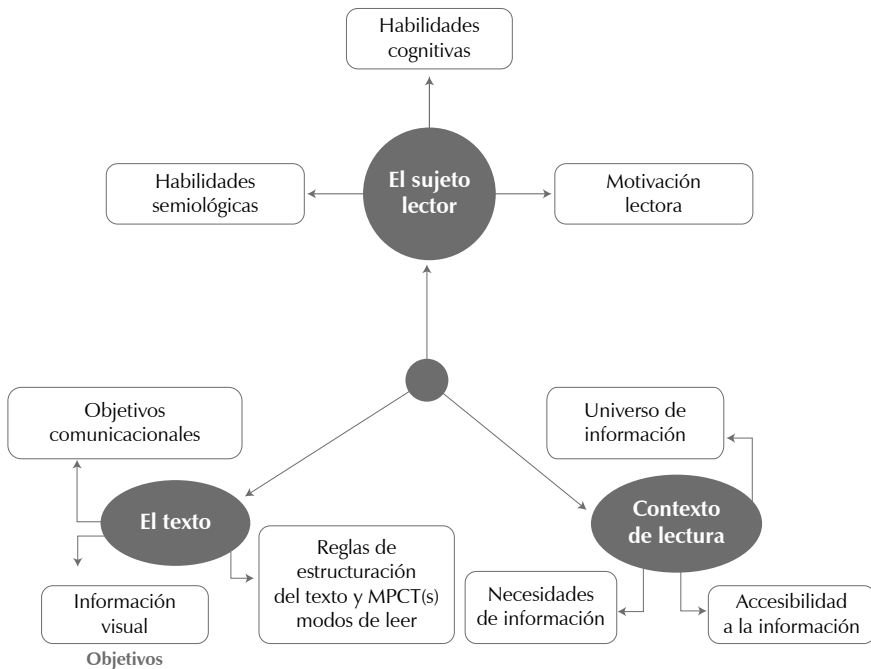 Habilidades
cognitivas
Habilidades
semiológicas
El sujeto
lector
Motivación
lectora
Objetivos
comunicacionales
Universo de
información
El texto
Contexto
de lectura
Reglas de
estructuración
del texto y MPCT(s)
modos de leer
Información
visual
Necesidades
de información
Accesibilidad
a la información
Objetivos